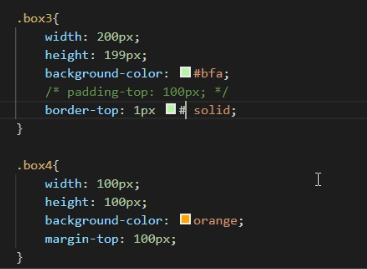 .box3{
width: 200px;
height: 199px;
background-color: #bfa;
/* padding-top: 100px; */
border-top: 1px # solid;
}
.box4{
width: 100px;
height: 100px;
background-color: orange;
margin-top: 100px;
}